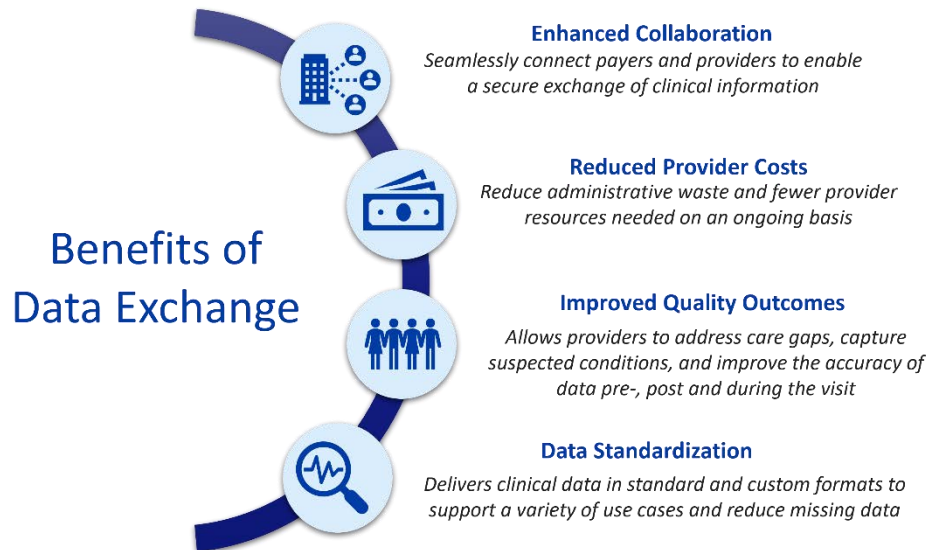 Benefits of
Data Exchange
Enhanced Collaboration
Seamlessly connect payers and providers to enable
a secure exchange of clinical information
Reduced Provider Costs
Reduce administrative waste and fewer provider
resources needed on an ongoing basis
Improved Quality Outcomes
Allows providers to address care gaps, capture
suspected conditions, and improve the accuracy of
data pre-, post and during the visit
Data Standardization
Delivers clinical data in standard and custom formats to
support a variety of use cases and reduce missing data